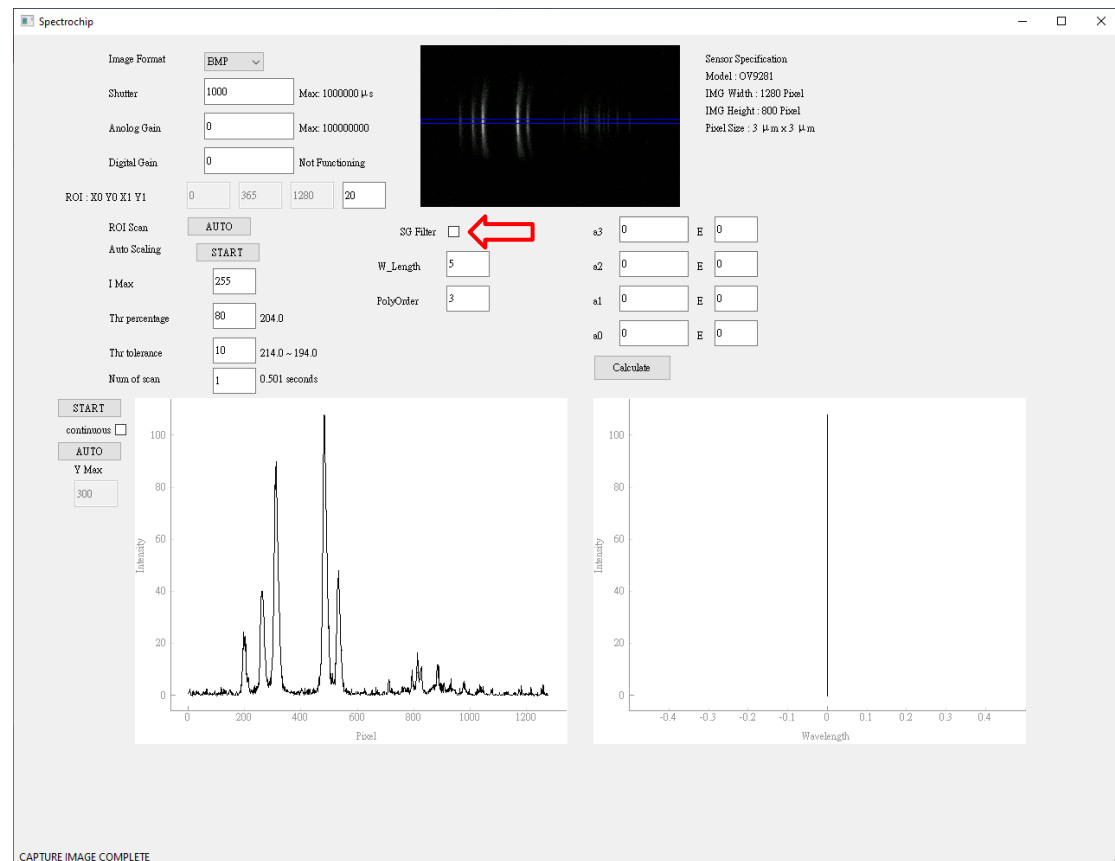 Spectrochip
Image Format BMP
Shutter 1000 Max: 1000000 μs
Anolog Gain 0 Max: 100000000
Digital Gain 0 Not Functioning
ROI : X0 Y0 X1 Y1 0 365 1280 20
Sensor Specification
Model : OV9281
IMG Width : 1280 Pixel
IMG Height : 800 Pixel
Pixel Size : 3 μm x 3 μm
ROI Scan AUTO
Auto Scaling START
I Max 255
Thr percentage 80 204.0
Thr tolerance 10 214.0 ~ 194.0
Num of scan 1 0.501 seconds
SG Filter
W_Length 5
PolyOrder 3
a3 0 E 0
a2 0 E 0
a1 0 E 0
a0 0 E 0
Calculate
START
continuous
AUTO
Y Max
300
100
80
60
40
20
0
Intensity
0 200 400 600 800 1000 1200
Pixel
100
80
60
40
20
0
Intensity
-0.4 -0.3 -0.2 -0.1 0 0.1 0.2 0.3 0.4
Wavelength
CAPTURE IMAGE COMPLETE